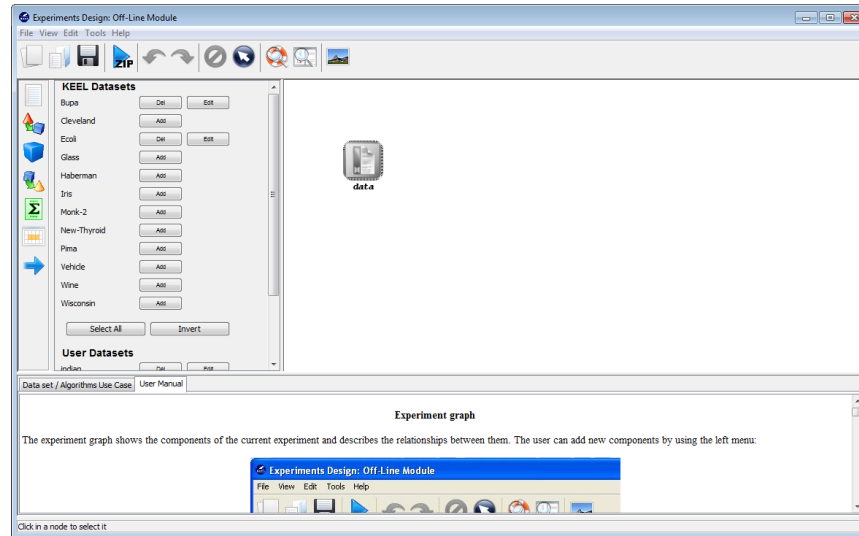 Experiments Design: Off-Line Module
File View Edit Tools Help
ZIP
KEEL Datasets
Bupa Del Edit
Cleveland Add
Ecoli Del Edit
Glass Add
Haberman Add
Iris Add
Monk-2 Add
New-Thyroid Add
Pima Add
Vehicle Add
Wine Add
Wisconsin Add
Select All Invert
User Datasets
indian Del Edit
data
Data set / Algorithms Use Case User Manual
Experiment graph
The experiment graph shows the components of the current experiment and describes the relationships between them. The user can add new components by using the left menu:
Experiments Design: Off-Line Module
File View Edit Tools Help
Click in a node to select it